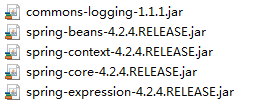 commons-logging-1.1.1.jar
spring-beans-4.2.4.RELEASE.jar
spring-context-4.2.4.RELEASE.jar
spring-core-4.2.4.RELEASE.jar
spring-expression-4.2.4.RELEASE.jar